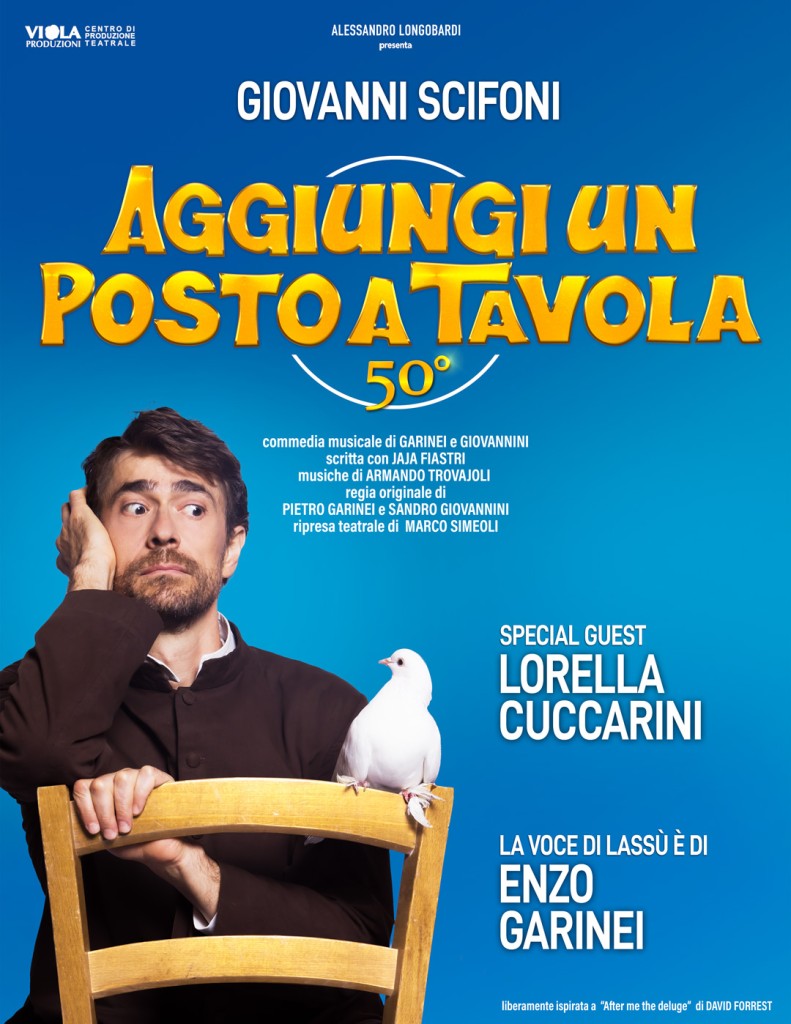 VIOLA
PRODUZIONI
CENTRO DI
PRODUZIONE
TEATRALE
ALESSANDRO LONGOBARDI
presenta
GIOVANNI SCIFONI
AGGIUNGI UN
POSTO A TAVOLA
50°
commedia musicale di GARINEI e GIOVANNINI
scritta con JAJA FIASTRI
musiche di ARMANDO TROVAJOLI
regia originale di
PIETRO GARINEI e SANDRO GIOVANNINI
ripresa teatrale di MARCO SIMEOLI
SPECIAL GUEST
LORELLA
CUCCARINI
LA VOCE DI LASSÙ È DI
ENZO
GARINEI
liberamente ispirata a "After me the deluge" di DAVID FORREST